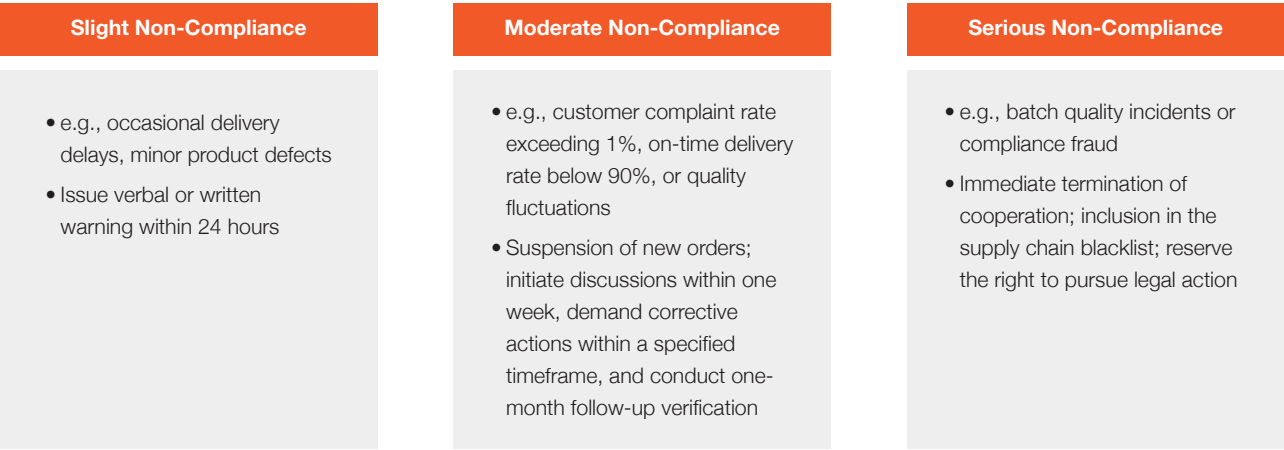 Slight Non-Compliance
• e.g., occasional delivery
delays, minor product defects
• Issue verbal or written
warning within 24 hours
Moderate Non-Compliance
• e.g., customer complaint rate
exceeding 1%, on-time delivery
rate below 90%, or quality
fluctuations
• Suspension of new orders;
initiate discussions within one
week, demand corrective
actions within a specified
timeframe, and conduct one-
month follow-up verification
Serious Non-Compliance
• e.g., batch quality incidents or
compliance fraud
• Immediate termination of
cooperation; inclusion in the
supply chain blacklist; reserve
the right to pursue legal action